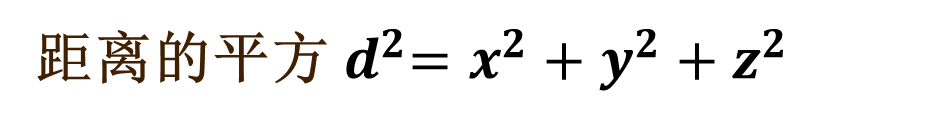 距离的平方 d² = x² + y² + z²